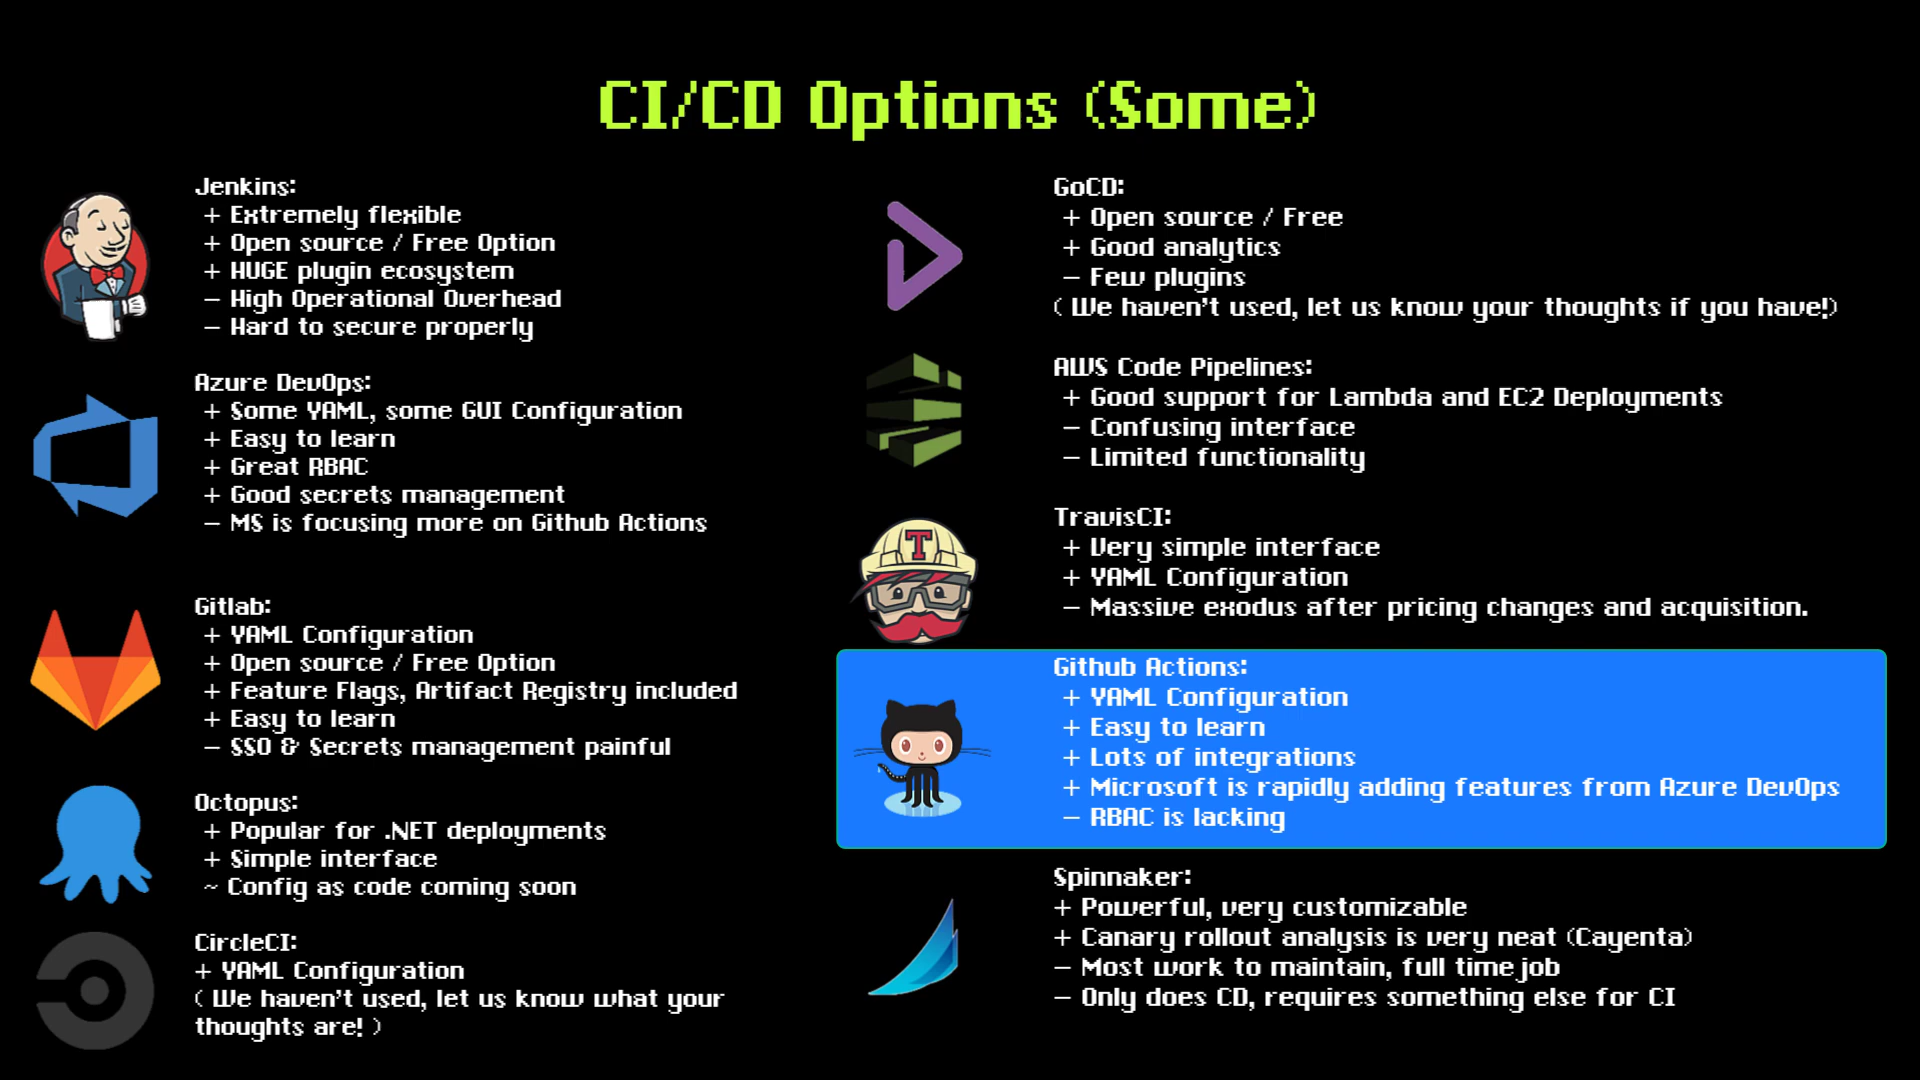 CI/CD Options (Some)
Jenkins:
+ Extremely flexible
+ Open source / Free Option
+ HUGE plugin ecosystem
- High Operational Overhead
- Hard to secure properly
Azure DevOps:
+ Some YAML, some GUI Configuration
+ Easy to learn
+ Great RBAC
+ Good secrets management
- MS is focusing more on Github Actions
Gitlab:
+ YAML Configuration
+ Open source / Free Option
+ Feature Flags, Artifact Registry included
+ Easy to learn
- SSO & Secrets management painful
Octopus:
+ Popular for .NET deployments
+ Simple interface
~ Config as code coming soon
CircleCI:
+ YAML Configuration
( We haven't used, let us know what your
thoughts are! )
GoCD:
+ Open source / Free
+ Good analytics
- Few plugins
( We haven't used, let us know your thoughts if you have!)
AWS Code Pipelines:
+ Good support for Lambda and EC2 Deployments
- Confusing interface
- Limited functionality
T
TravisCI:
+ Very simple interface
+ YAML Configuration
- Massive exodus after pricing changes and acquisition.
Github Actions:
+ YAML Configuration
+ Easy to learn
+ Lots of integrations
+ Microsoft is rapidly adding features from Azure DevOps
- RBAC is lacking
Spinnaker:
+ Powerful, very customizable
+ Canary rollout analysis is very neat (Cayenta)
- Most work to maintain, full time job
- Only does CD, requires something else for CI